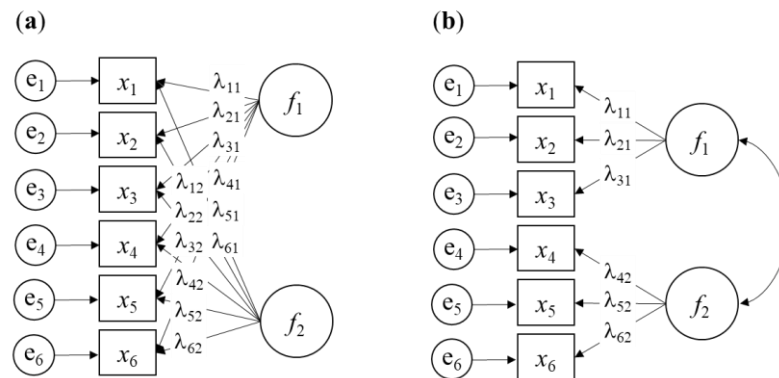 (a)
e1 x1 λ11 f1
e2 x2 λ21
λ31
e3 x3 λ12 λ41
λ22 λ51
e4 x4 λ32 λ61
λ42
e5 x5 λ52 f2
e6 x6 λ62
(b)
e1 x1 λ11
e2 x2 λ21 f1
e3 x3 λ31
e4 x4 λ42
e5 x5 λ52 f2
e6 x6 λ62